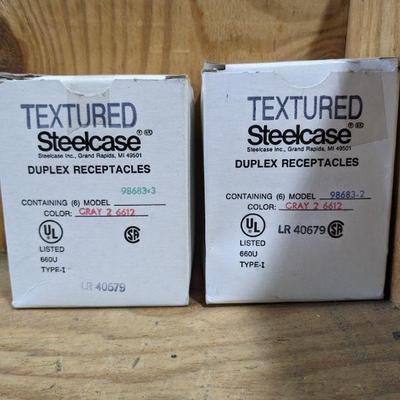 TEXTURED
Steelcase®
Steelcase Inc., Grand Rapids, MI 49501
DUPLEX RECEPTACLES
98683-3
CONTAINING (6) MODEL
COLOR: GRAY 2 6612
UL
LISTED
660U
TYPE-I
LR 40679
TEXTURED
Steelcase®
Steelcase Inc., Grand Rapids, MI 49501
DUPLEX RECEPTACLES
CONTAINING (6) MODEL 98683-2
COLOR: GRAY 2 6612
UL
LR 40679
LISTED
660U
TYPE-I